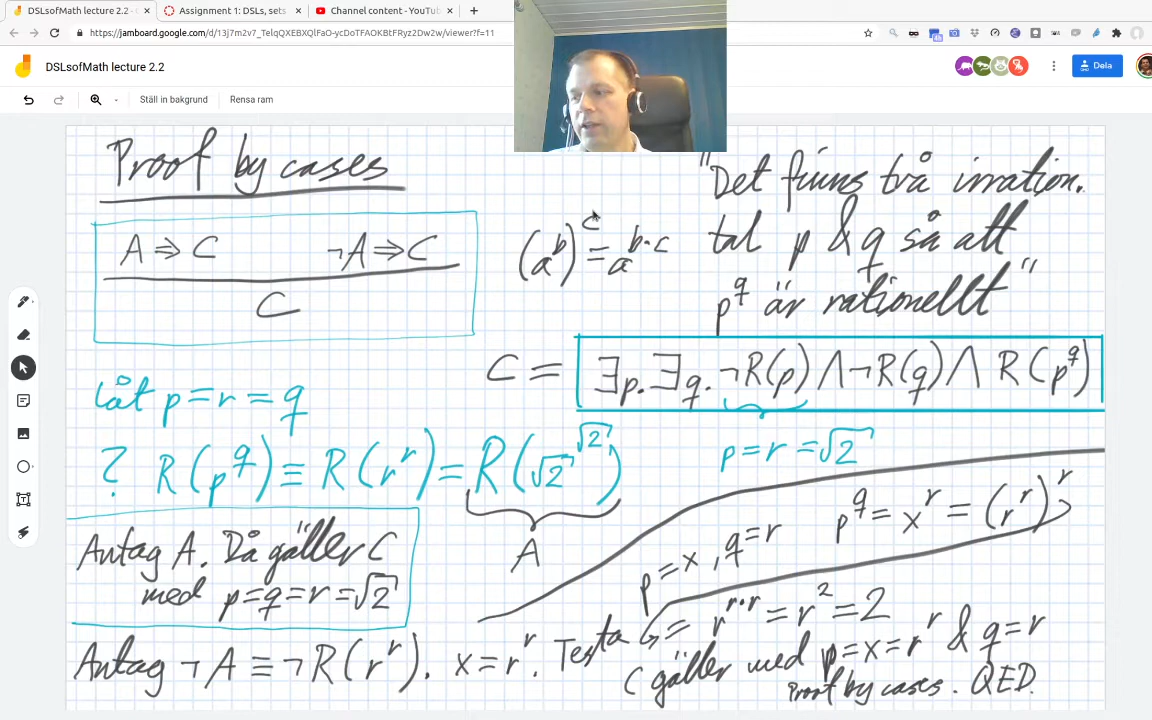 DSLsofMath lecture 2.2 -
Assignment 1: DSLs, sets
Channel content - YouTub
https://jamboard.google.com/d/13j7m2v7_TelqQXEBXQlFaO-ycDoTFAOKBtFRyz2Dw2w/viewer?f=11
DSLsofMath lecture 2.2
Dela
Ställ in bakgrund
Rensa ram
Proof by cases
A ⇒ C ¬A ⇒ C
C
(a^b)^c = a^{b·c}
"Det finns två irration.
tal p & q så att
p^q är rationellt"
C = ∃p. ∃q. ¬R(p) ∧ ¬R(q) ∧ R(p^q)
Låt p = r = q
p = r = √2
? R(p^q) ≡ R(r^r) = R(√2^√2)
A
Antag A. Då gäller C
med p = q = r = √2
p = x, q = r
p^q = x^r = (r^r)^r
= r^{r·r} = r^2 = 2
Antag ¬A ≡ ¬R(r^r). x = r^r. Testa
C gäller med p = x = r^r & q = r
Proof by cases. QED.